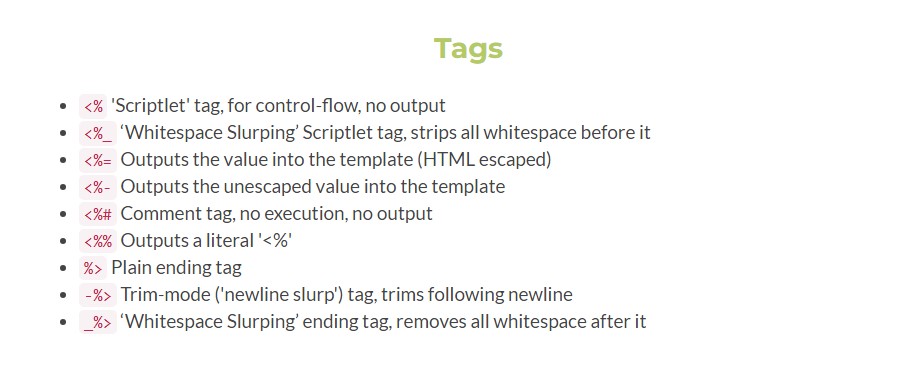 Tags
<% 'Scriptlet' tag, for control-flow, no output
<%_ ‘Whitespace Slurping’ Scriptlet tag, strips all whitespace before it
<%= Outputs the value into the template (HTML escaped)
<%- Outputs the unescaped value into the template
<%# Comment tag, no execution, no output
<%% Outputs a literal '<%'
%> Plain ending tag
-%> Trim-mode ('newline slurp') tag, trims following newline
_%> ‘Whitespace Slurping’ ending tag, removes all whitespace after it